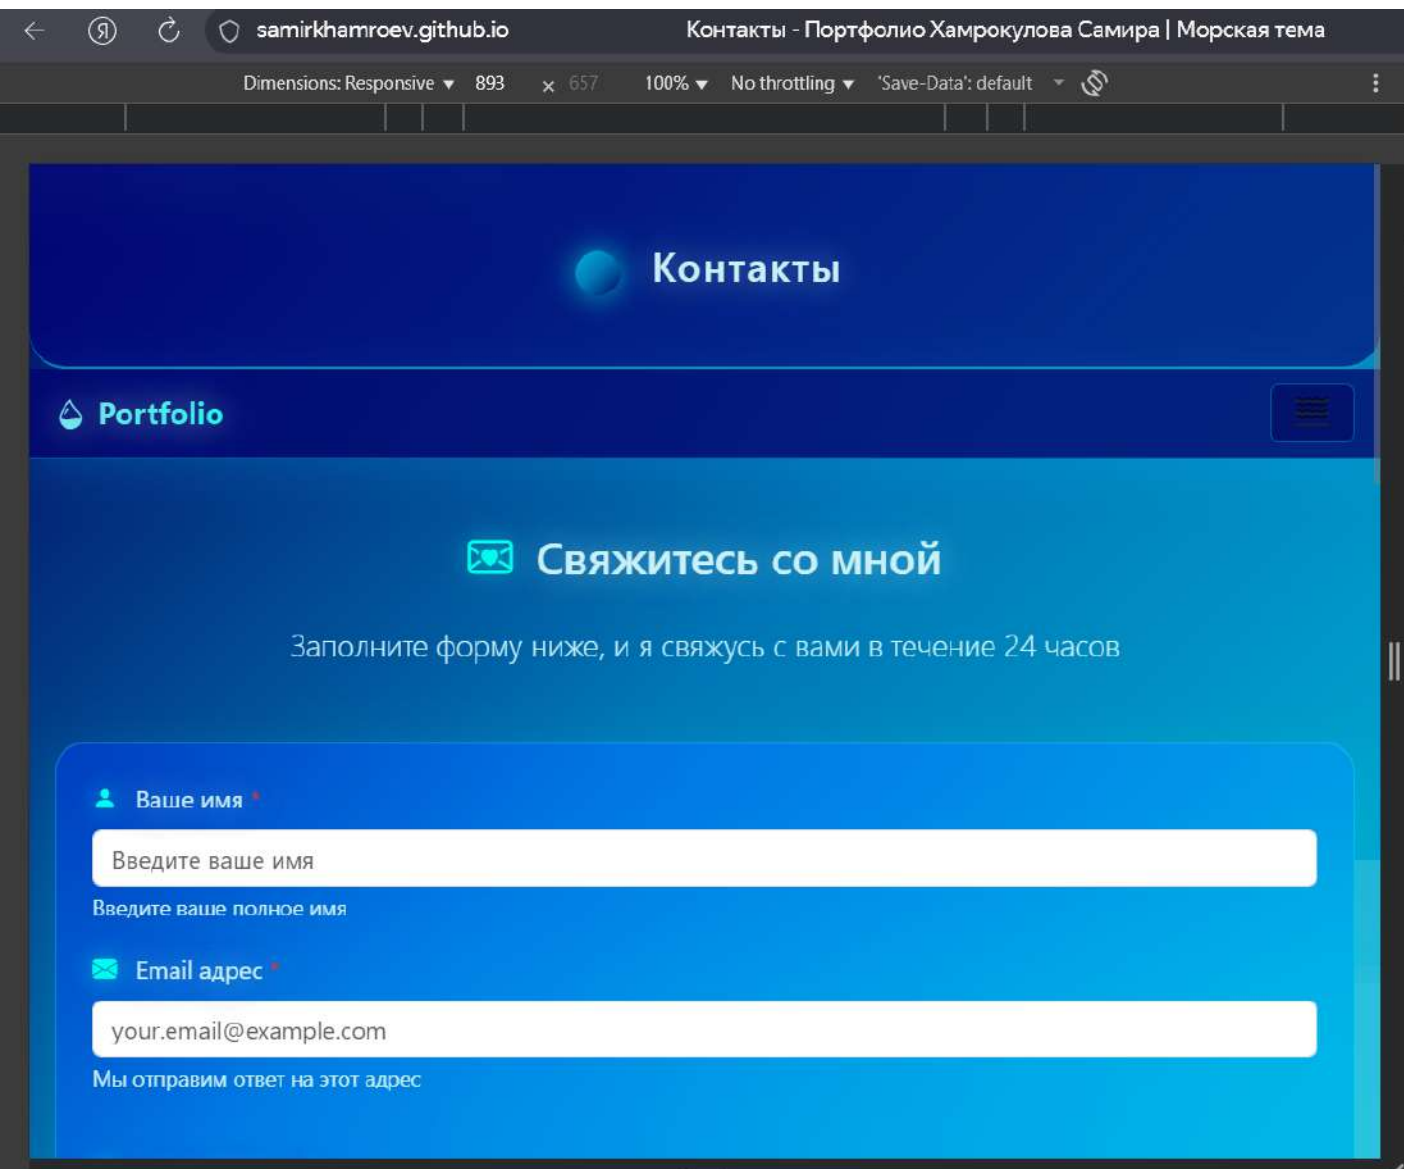 samirkhamroev.github.io Контакты - Портфолио Хамрокулова Самира | Морская тема
Dimensions: Responsive ▼ 893 × 657 100% ▼ No throttling ▼ 'Save-Data': default
Контакты
Portfolio
Свяжитесь со мной
Заполните форму ниже, и я свяжусь с вами в течение 24 часов
Ваше имя *
Введите ваше имя
Введите ваше полное имя
Email адрес *
your.email@example.com
Мы отправим ответ на этот адрес